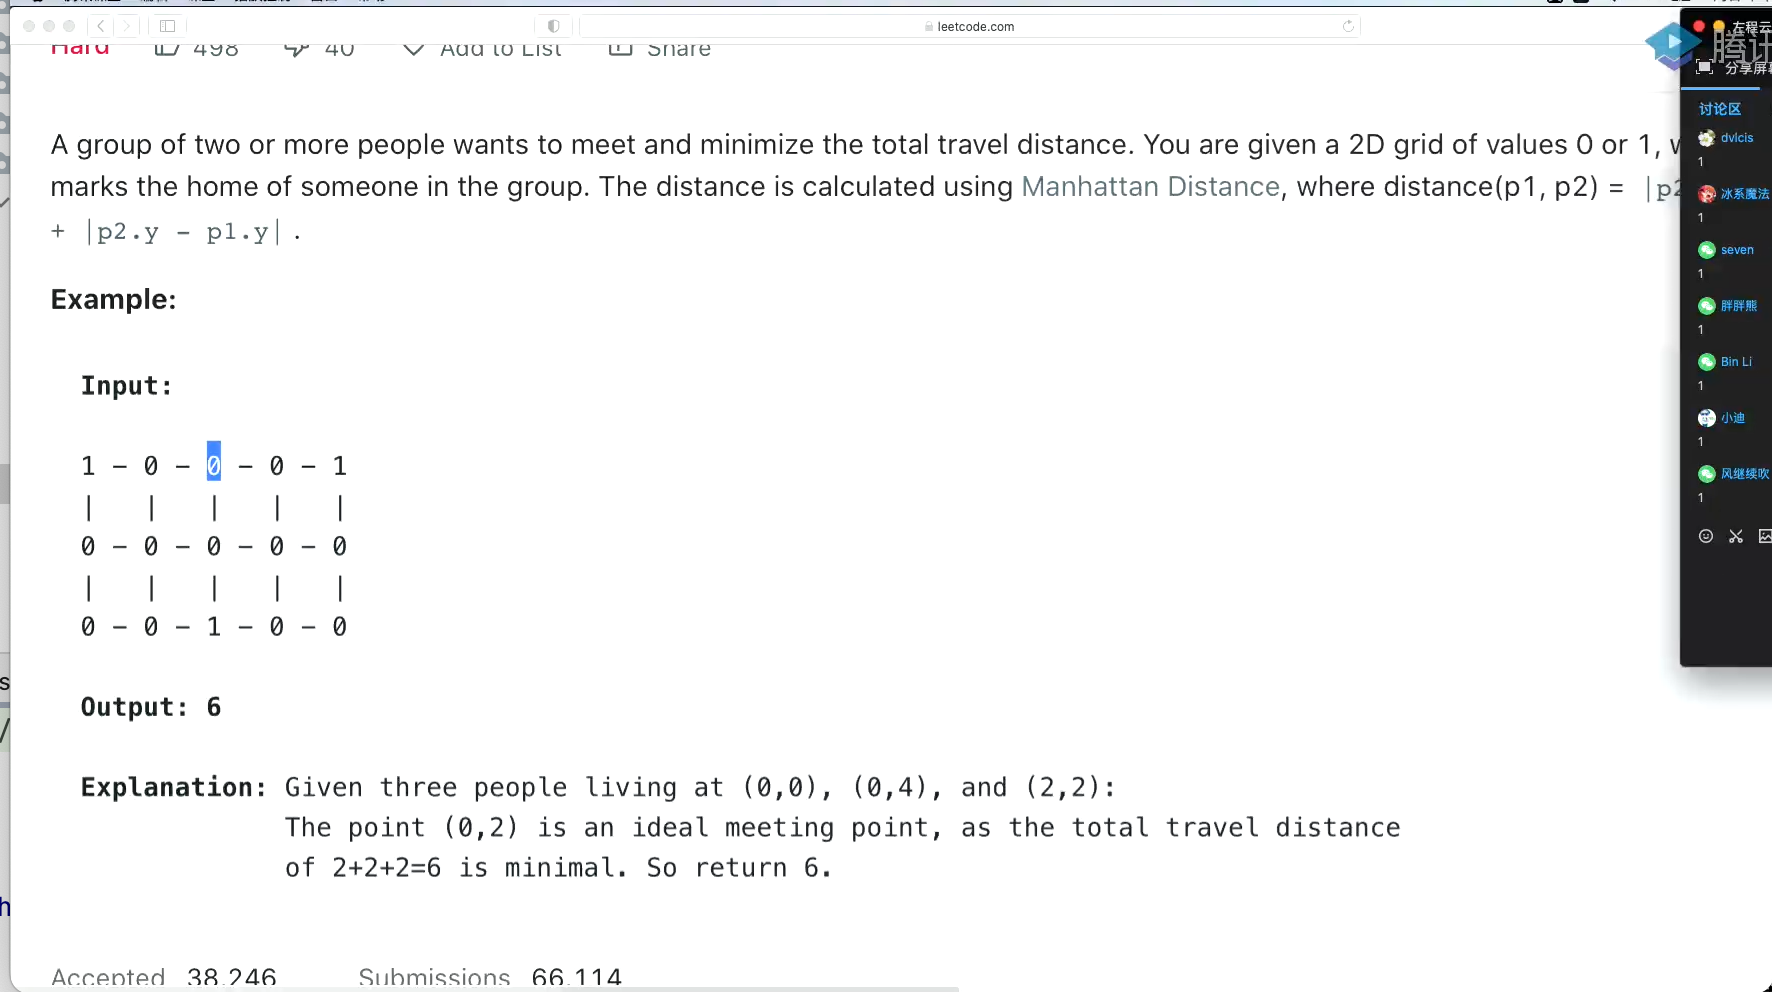 leetcode.com
Hard 498 40 Add to List Share
A group of two or more people wants to meet and minimize the total travel distance. You are given a 2D grid of values 0 or 1,
marks the home of someone in the group. The distance is calculated using Manhattan Distance, where distance(p1, p2) = |p2
+ |p2.y - p1.y| .
Example:
Input:
1 - 0 - 0 - 0 - 1
| | | | |
0 - 0 - 0 - 0 - 0
| | | | |
0 - 0 - 1 - 0 - 0
Output: 6
Explanation: Given three people living at (0,0), (0,4), and (2,2):
The point (0,2) is an ideal meeting point, as the total travel distance
of 2+2+2=6 is minimal. So return 6.
Accepted 38,246 Submissions 66,114
左程云
腾讯
分享屏幕
讨论区
dvlcis
1
冰系魔法
1
seven
1
胖胖熊
1
Bin Li
1
小迪
1
风继续吹
1